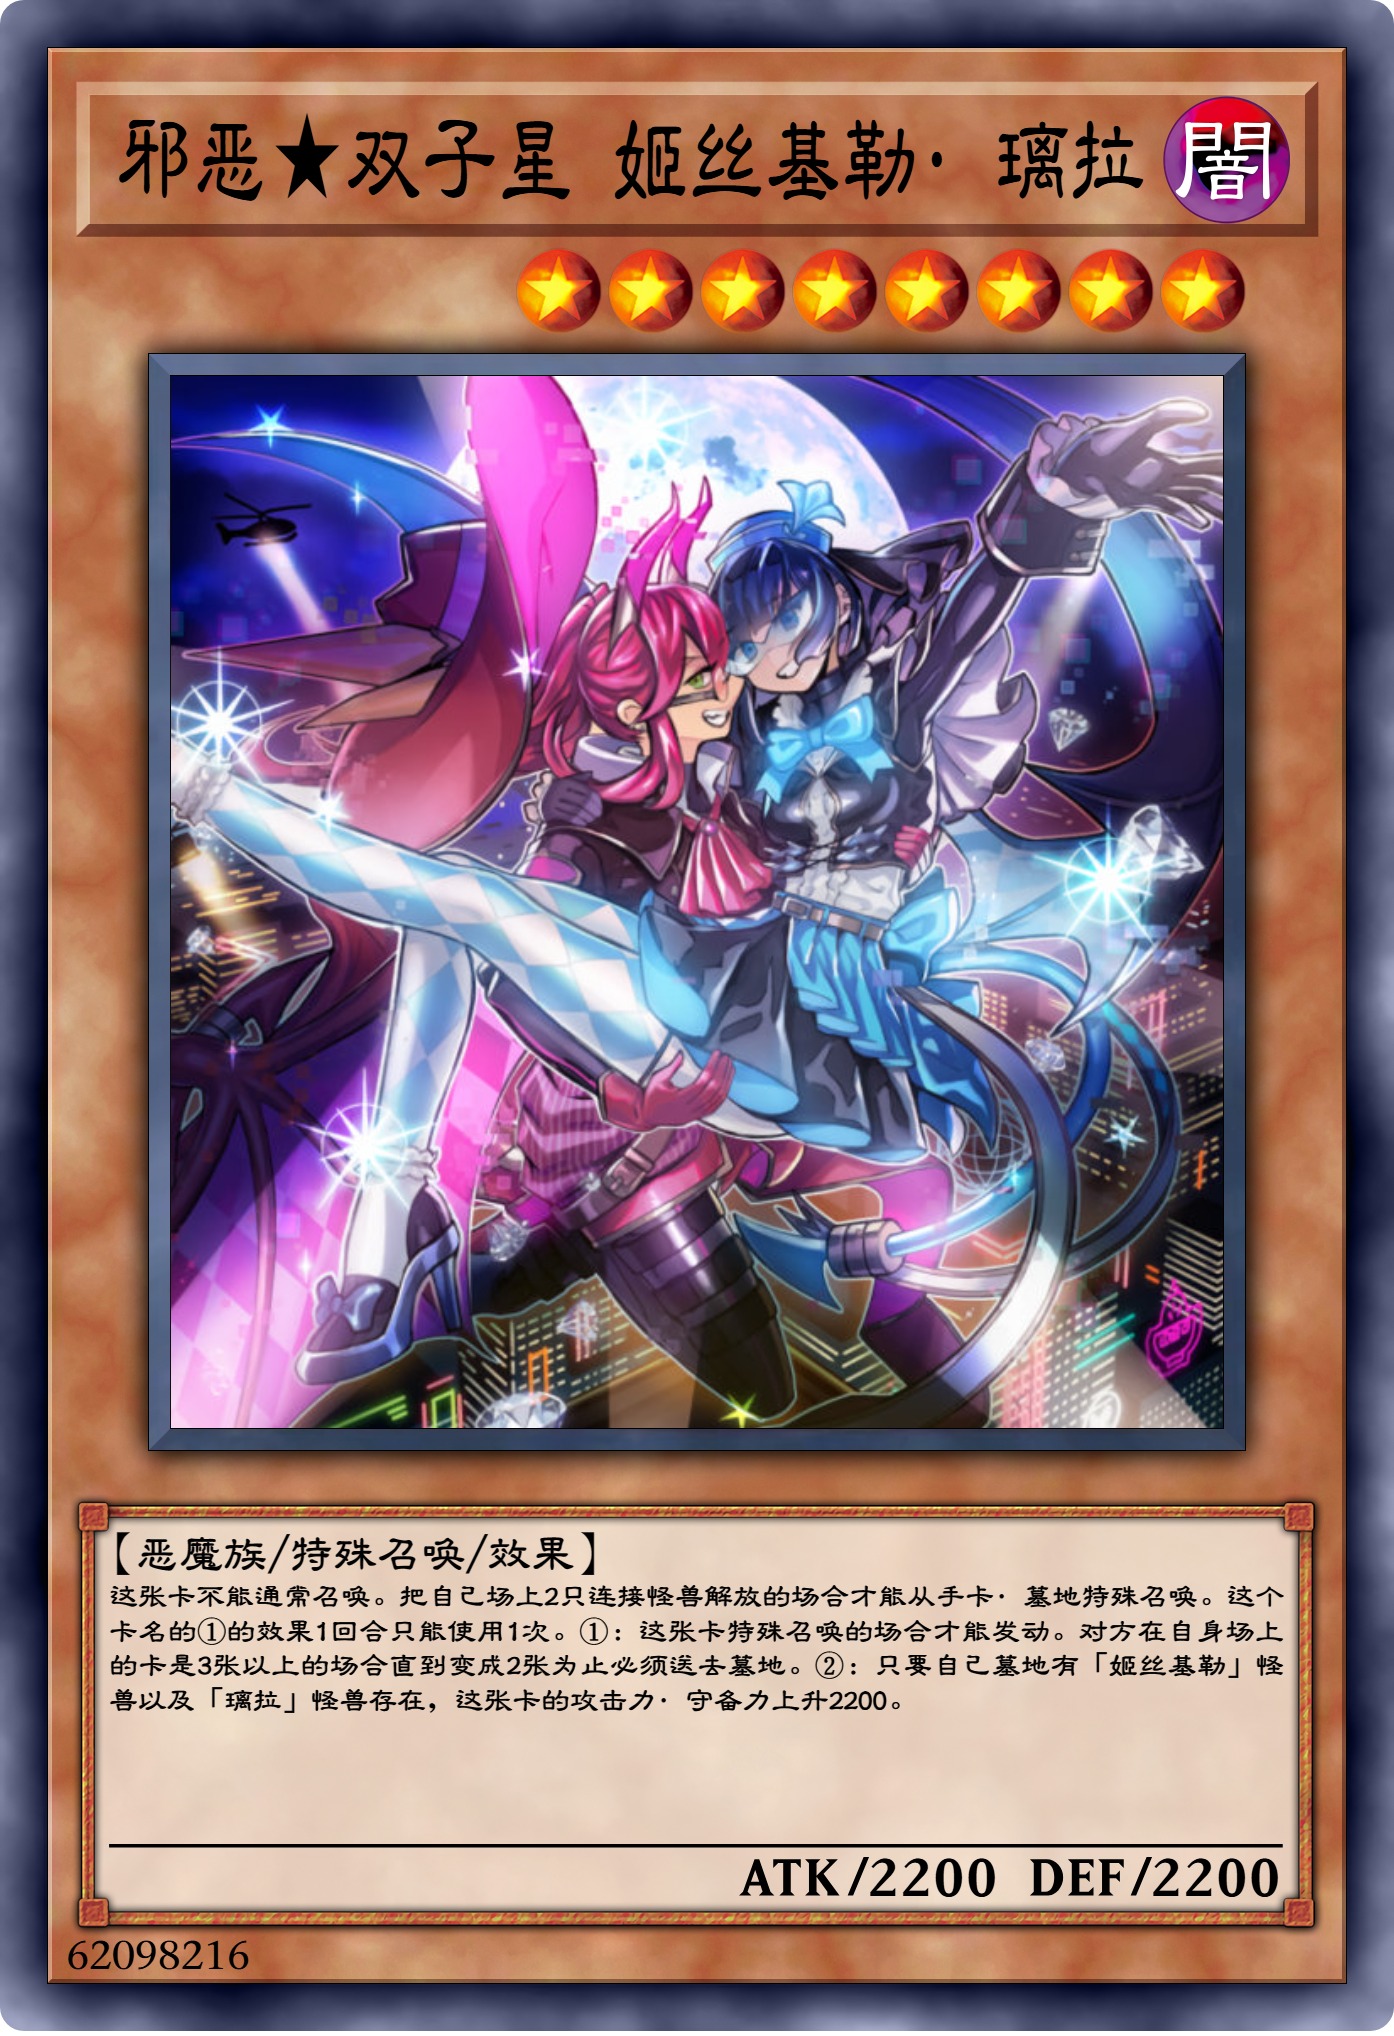 邪恶★双子星 姬丝基勒·璃拉
闇
【恶魔族/特殊召唤/效果】
这张卡不能通常召唤。把自己场上2只连接怪兽解放的场合才能从手卡·墓地特殊召唤。这个
卡名的①的效果1回合只能使用1次。①：这张卡特殊召唤的场合才能发动。对方在自身场上
的卡是3张以上的场合直到变成2张为止必须送去墓地。②：只要自己墓地有「姬丝基勒」怪
兽以及「璃拉」怪兽存在，这张卡的攻击力·守备力上升2200。
ATK/2200 DEF/2200
62098216